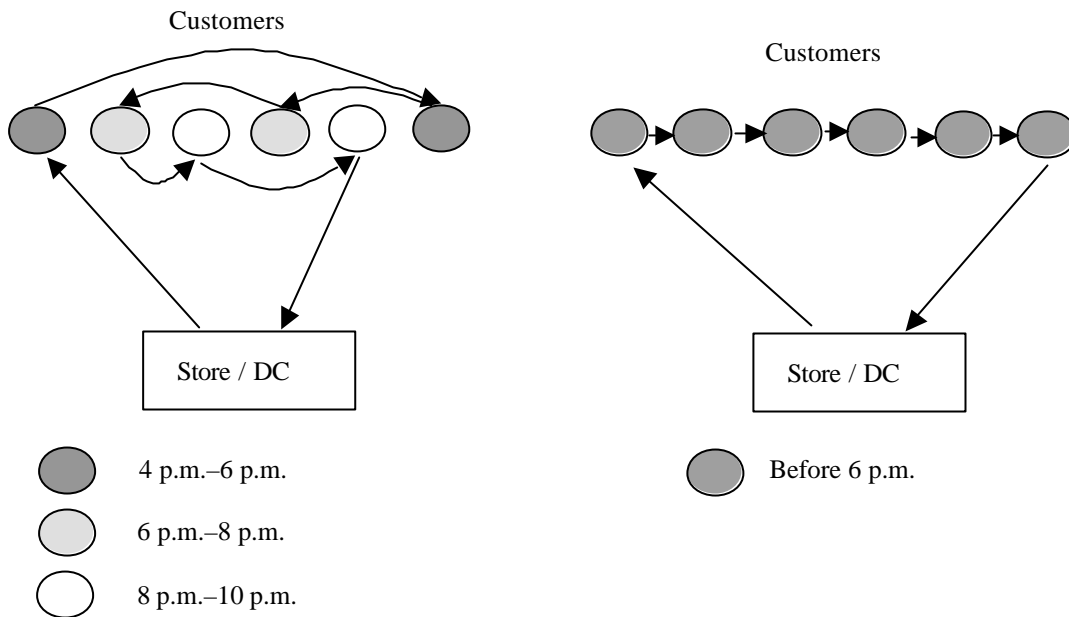 Customers
Store / DC
4 p.m.–6 p.m.
6 p.m.–8 p.m.
8 p.m.–10 p.m.
Customers
Store / DC
Before 6 p.m.